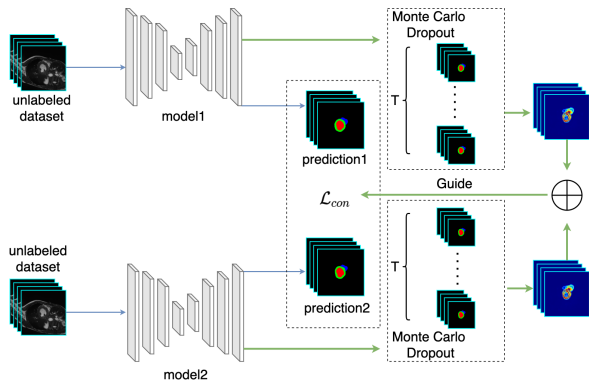 Monte Carlo
Dropout
T
unlabeled
dataset
model1
prediction1
Guide
ℒcon
unlabeled
dataset
T
prediction2
Monte Carlo
Dropout
model2